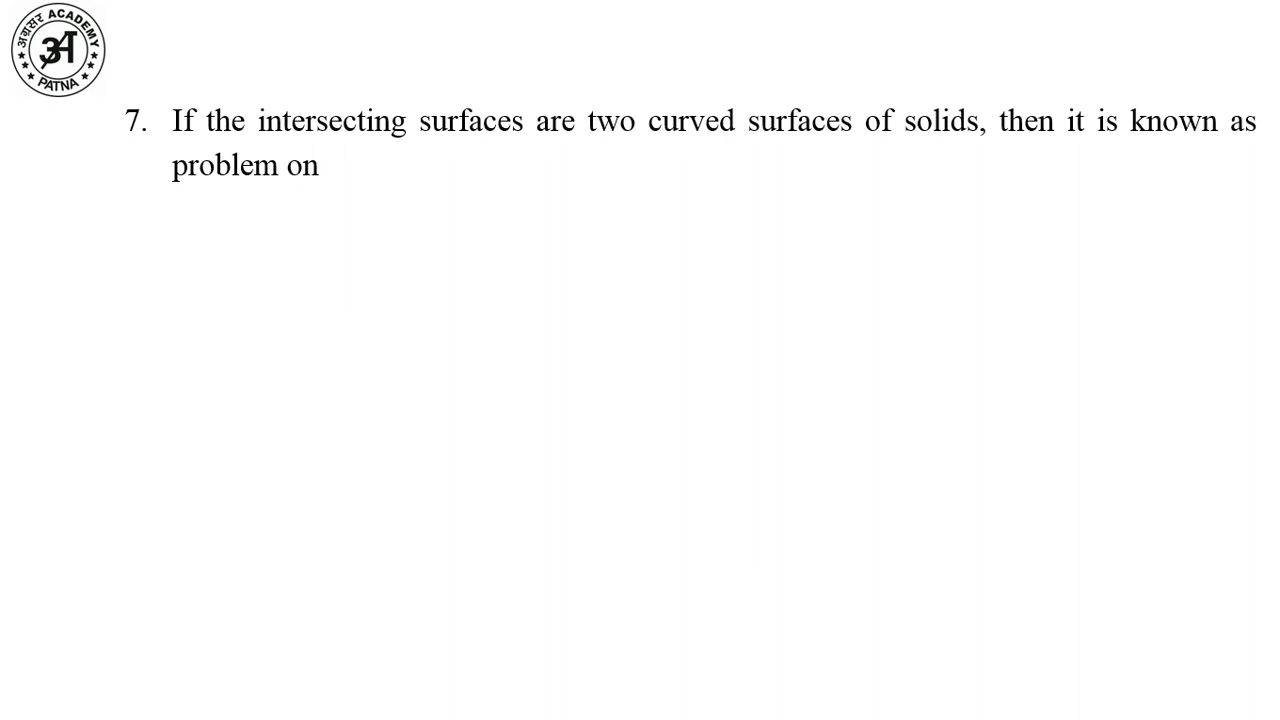 अग्रसर ACADEMY
अ
PATNA
7. If the intersecting surfaces are two curved surfaces of solids, then it is known as
problem on